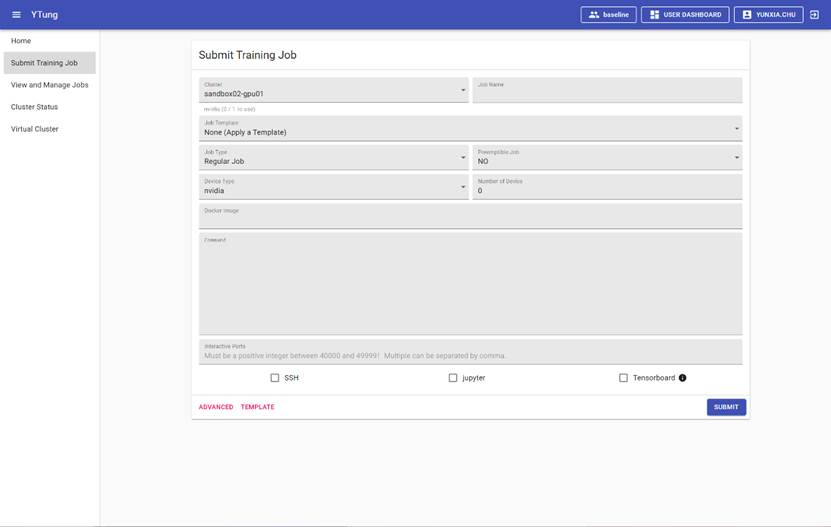 YTung
baseline
USER DASHBOARD
YUNXIA.CHU
Home
Submit Training Job
View and Manage Jobs
Cluster Status
Virtual Cluster
Submit Training Job
Cluster
sandbox02-gpu01
Job Name
nvidia (0 / 1 to use)
Job Template
None (Apply a Template)
Job Type
Regular Job
Preemptible Job
NO
Device Type
nvidia
Number of Device
0
Docker Image
Command
Interactive Ports
Must be a positive integer between 40000 and 49999! Multiple can be separated by comma.
SSH
jupyter
Tensorboard
ADVANCED TEMPLATE
SUBMIT